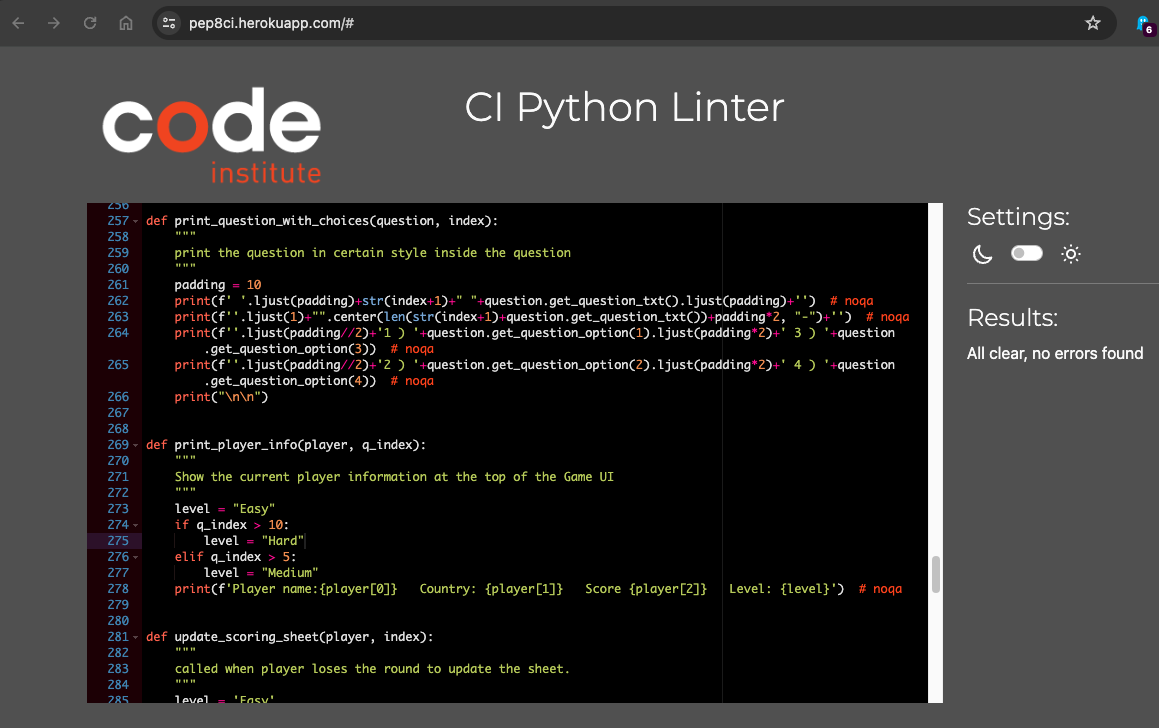 pep8ci.herokuapp.com/#
6
code
institute
CI Python Linter
256
257 def print_question_with_choices(question, index):
258 """
259 print the question in certain style inside the question
260 """
261 padding = 10
262 print(f' '.ljust(padding)+str(index+1)+" "+question.get_question_txt().ljust(padding)+'')  # noqa
263 print(f''.ljust(1)+"".center(len(str(index+1)+question.get_question_txt())+padding*2, "-")+'')  # noqa
264 print(f''.ljust(padding//2)+'1 ) '+question.get_question_option(1).ljust(padding*2)+' 3 ) '+question
.get_question_option(3))  # noqa
265 print(f''.ljust(padding//2)+'2 ) '+question.get_question_option(2).ljust(padding*2)+' 4 ) '+question
.get_question_option(4))  # noqa
266 print("\n\n")
267
268
269 def print_player_info(player, q_index):
270 """
271 Show the current player information at the top of the Game UI
272 """
273 level = "Easy"
274 if q_index > 10:
275 level = "Hard"
276 elif q_index > 5:
277 level = "Medium"
278 print(f'Player name:{player[0]}   Country: {player[1]}   Score {player[2]}   Level: {level}')  # noqa
279
280
281 def update_scoring_sheet(player, index):
282 """
283 called when player loses the round to update the sheet.
284 """
285 level = 'Easy'
Settings:
Results:
All clear, no errors found